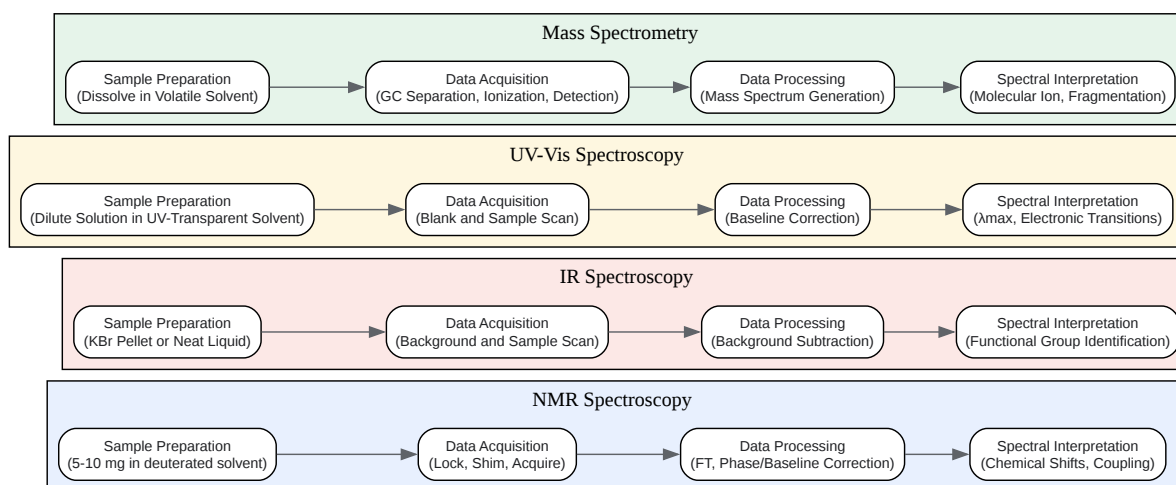 Mass Spectrometry
Sample Preparation
(Dissolve in Volatile Solvent)
Data Acquisition
(GC Separation, Ionization, Detection)
Data Processing
(Mass Spectrum Generation)
Spectral Interpretation
(Molecular Ion, Fragmentation)
UV-Vis Spectroscopy
Sample Preparation
(Dilute Solution in UV-Transparent Solvent)
Data Acquisition
(Blank and Sample Scan)
Data Processing
(Baseline Correction)
Spectral Interpretation
(λmax, Electronic Transitions)
IR Spectroscopy
Sample Preparation
(KBr Pellet or Neat Liquid)
Data Acquisition
(Background and Sample Scan)
Data Processing
(Background Subtraction)
Spectral Interpretation
(Functional Group Identification)
NMR Spectroscopy
Sample Preparation
(5-10 mg in deuterated solvent)
Data Acquisition
(Lock, Shim, Acquire)
Data Processing
(FT, Phase/Baseline Correction)
Spectral Interpretation
(Chemical Shifts, Coupling)